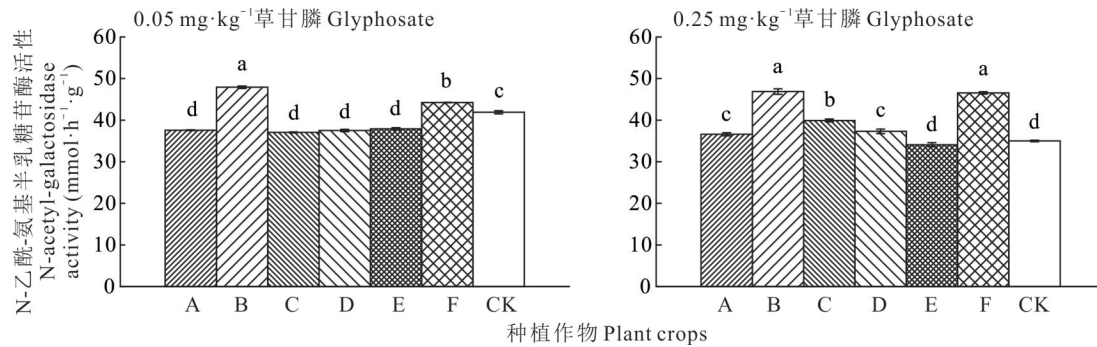 0.05 mg·kg⁻¹草甘膦 Glyphosate
0.25 mg·kg⁻¹草甘膦 Glyphosate
N-乙酰-氨基半乳糖苷酶活性
N-acetyl-galactosidase
activity (mmol·h⁻¹·g⁻¹)
60
50
40
30
20
10
0
d
a
d
d
d
b
c
A B C D E F CK
60
50
40
30
20
10
0
c
a
b
c
d
a
d
A B C D E F CK
种植作物 Plant crops